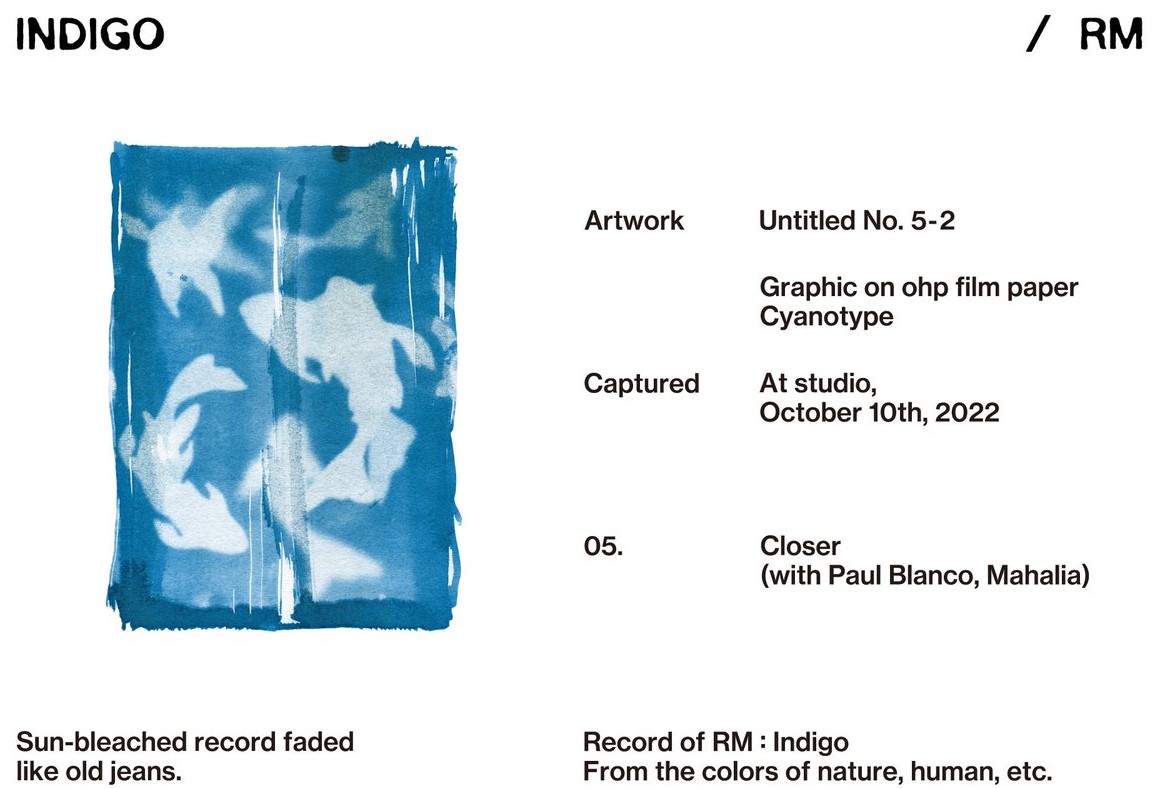 INDIGO / RM
Artwork Untitled No. 5-2
Graphic on ohp film paper
Cyanotype
Captured At studio,
October 10th, 2022
05. Closer
(with Paul Blanco, Mahalia)
Sun-bleached record faded
like old jeans.
Record of RM : Indigo
From the colors of nature, human, etc.